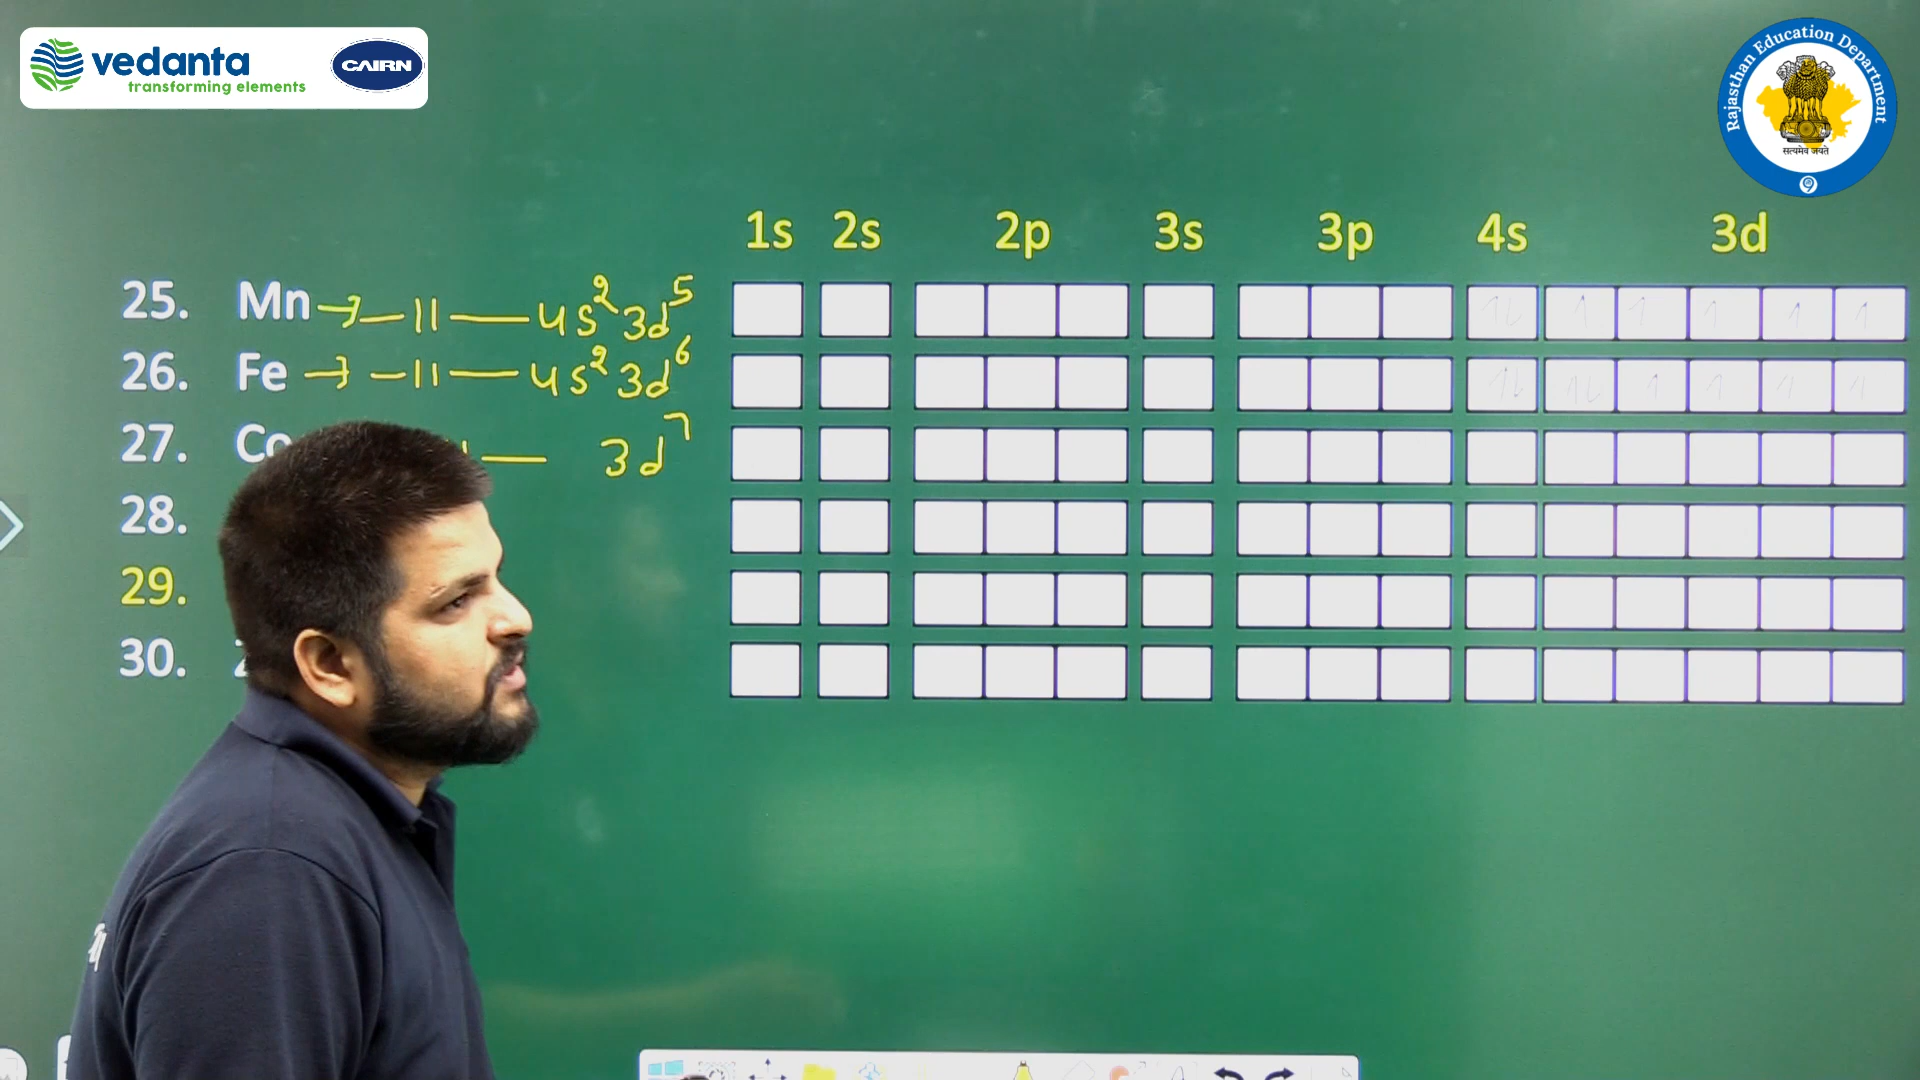 vedanta
transforming elements
CAIRN
Rajasthan Education Department
सत्यमेव जयते
1s 2s 2p 3s 3p 4s 3d
25. Mn → —11— 4s² 3d⁵
26. Fe → —11— 4s² 3d⁶
27. Co — 3d⁷
28.
29.
30.